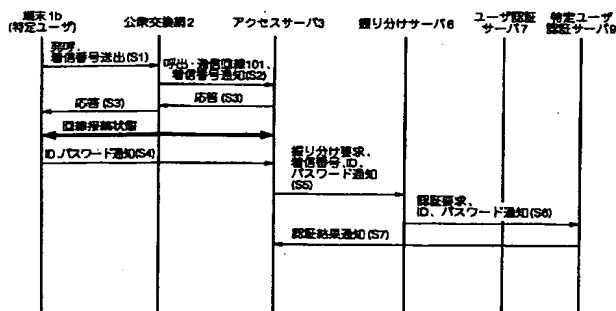 端末1b
(特定ユーザ)
公衆交換網2
アクセスサーバ3
振り分けサーバ6
ユーザ認証
サーバ7
特定ユーザ
認証サーバ9
発呼、
着信番号送出(S1)
呼出・着信回線101、
着信番号通知(S2)
応答(S3)
応答(S3)
回線接続状態
ID,パスワード通知(S4)
振り分け要求、
着信番号、ID、
パスワード通知
(S5)
認証要求、
ID、パスワード通知(S6)
認証結果通知(S7)